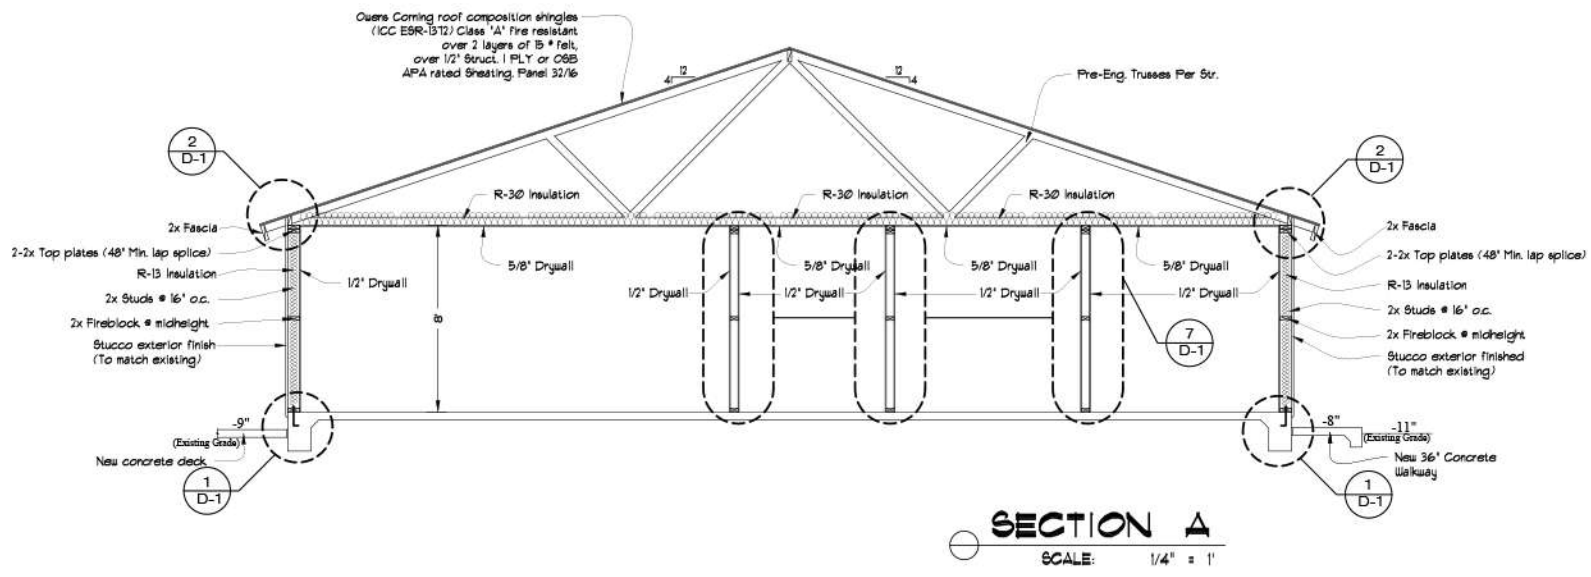 Owens Corning roof composition shingles
(ICC ESR-1372) Class "A" fire resistant
over 2 layers of 15 # felt,
over 1/2" Struct. I PLY or OSB
APA rated Sheating. Panel 32/16
12
4
12
4
Pre-Eng. Trusses Per Str.
2
D-1
2
D-1
R-30 Insulation
R-30 Insulation
R-30 Insulation
2x Fascia
2-2x Top plates (48" Min. lap splice)
R-13 Insulation
2x Studs @ 16" o.c.
2x Fireblock @ midheight
Stucco exterior finish
(To match existing)
1/2" Drywall
5/8" Drywall
5/8" Drywall
5/8" Drywall
5/8" Drywall
8'
1/2" Drywall
1/2" Drywall
1/2" Drywall
1/2" Drywall
2x Fascia
2-2x Top plates (48" Min. lap splice)
R-13 Insulation
2x Studs @ 16" o.c.
2x Fireblock @ midheight
Stucco exterior finished
(To match existing)
7
D-1
-9"
(Existing Grade)
New concrete deck
1
D-1
-8"
-11"
(Existing Grade)
New 36" Concrete
Walkway
1
D-1
SECTION A
SCALE: 1/4" = 1'